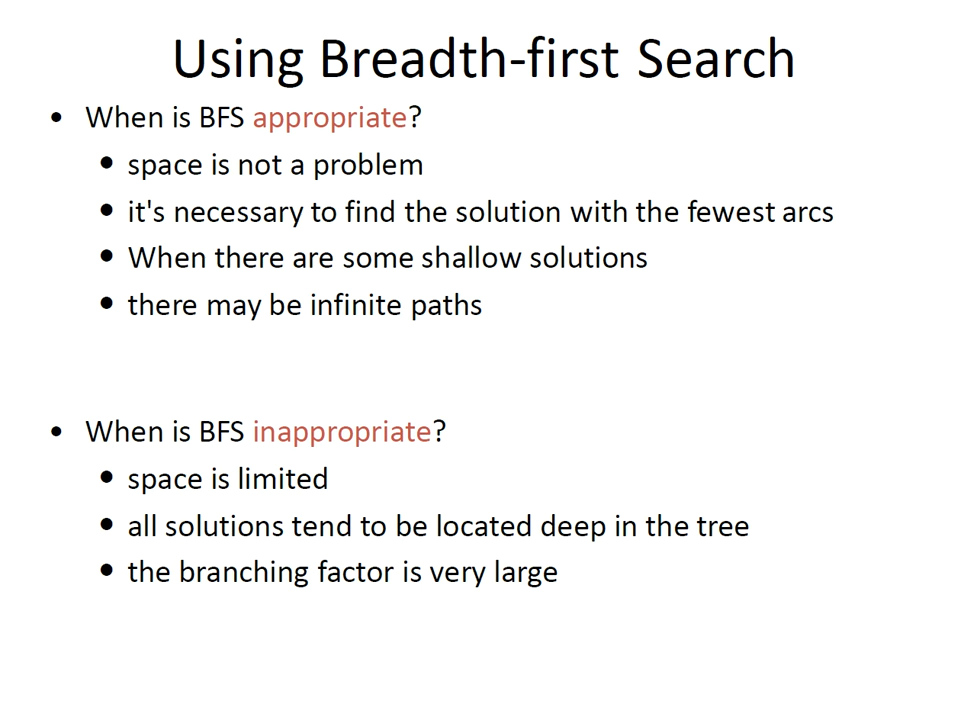 Using Breadth-first Search
• When is BFS appropriate?
• space is not a problem
• it's necessary to find the solution with the fewest arcs
• When there are some shallow solutions
• there may be infinite paths
• When is BFS inappropriate?
• space is limited
• all solutions tend to be located deep in the tree
• the branching factor is very large